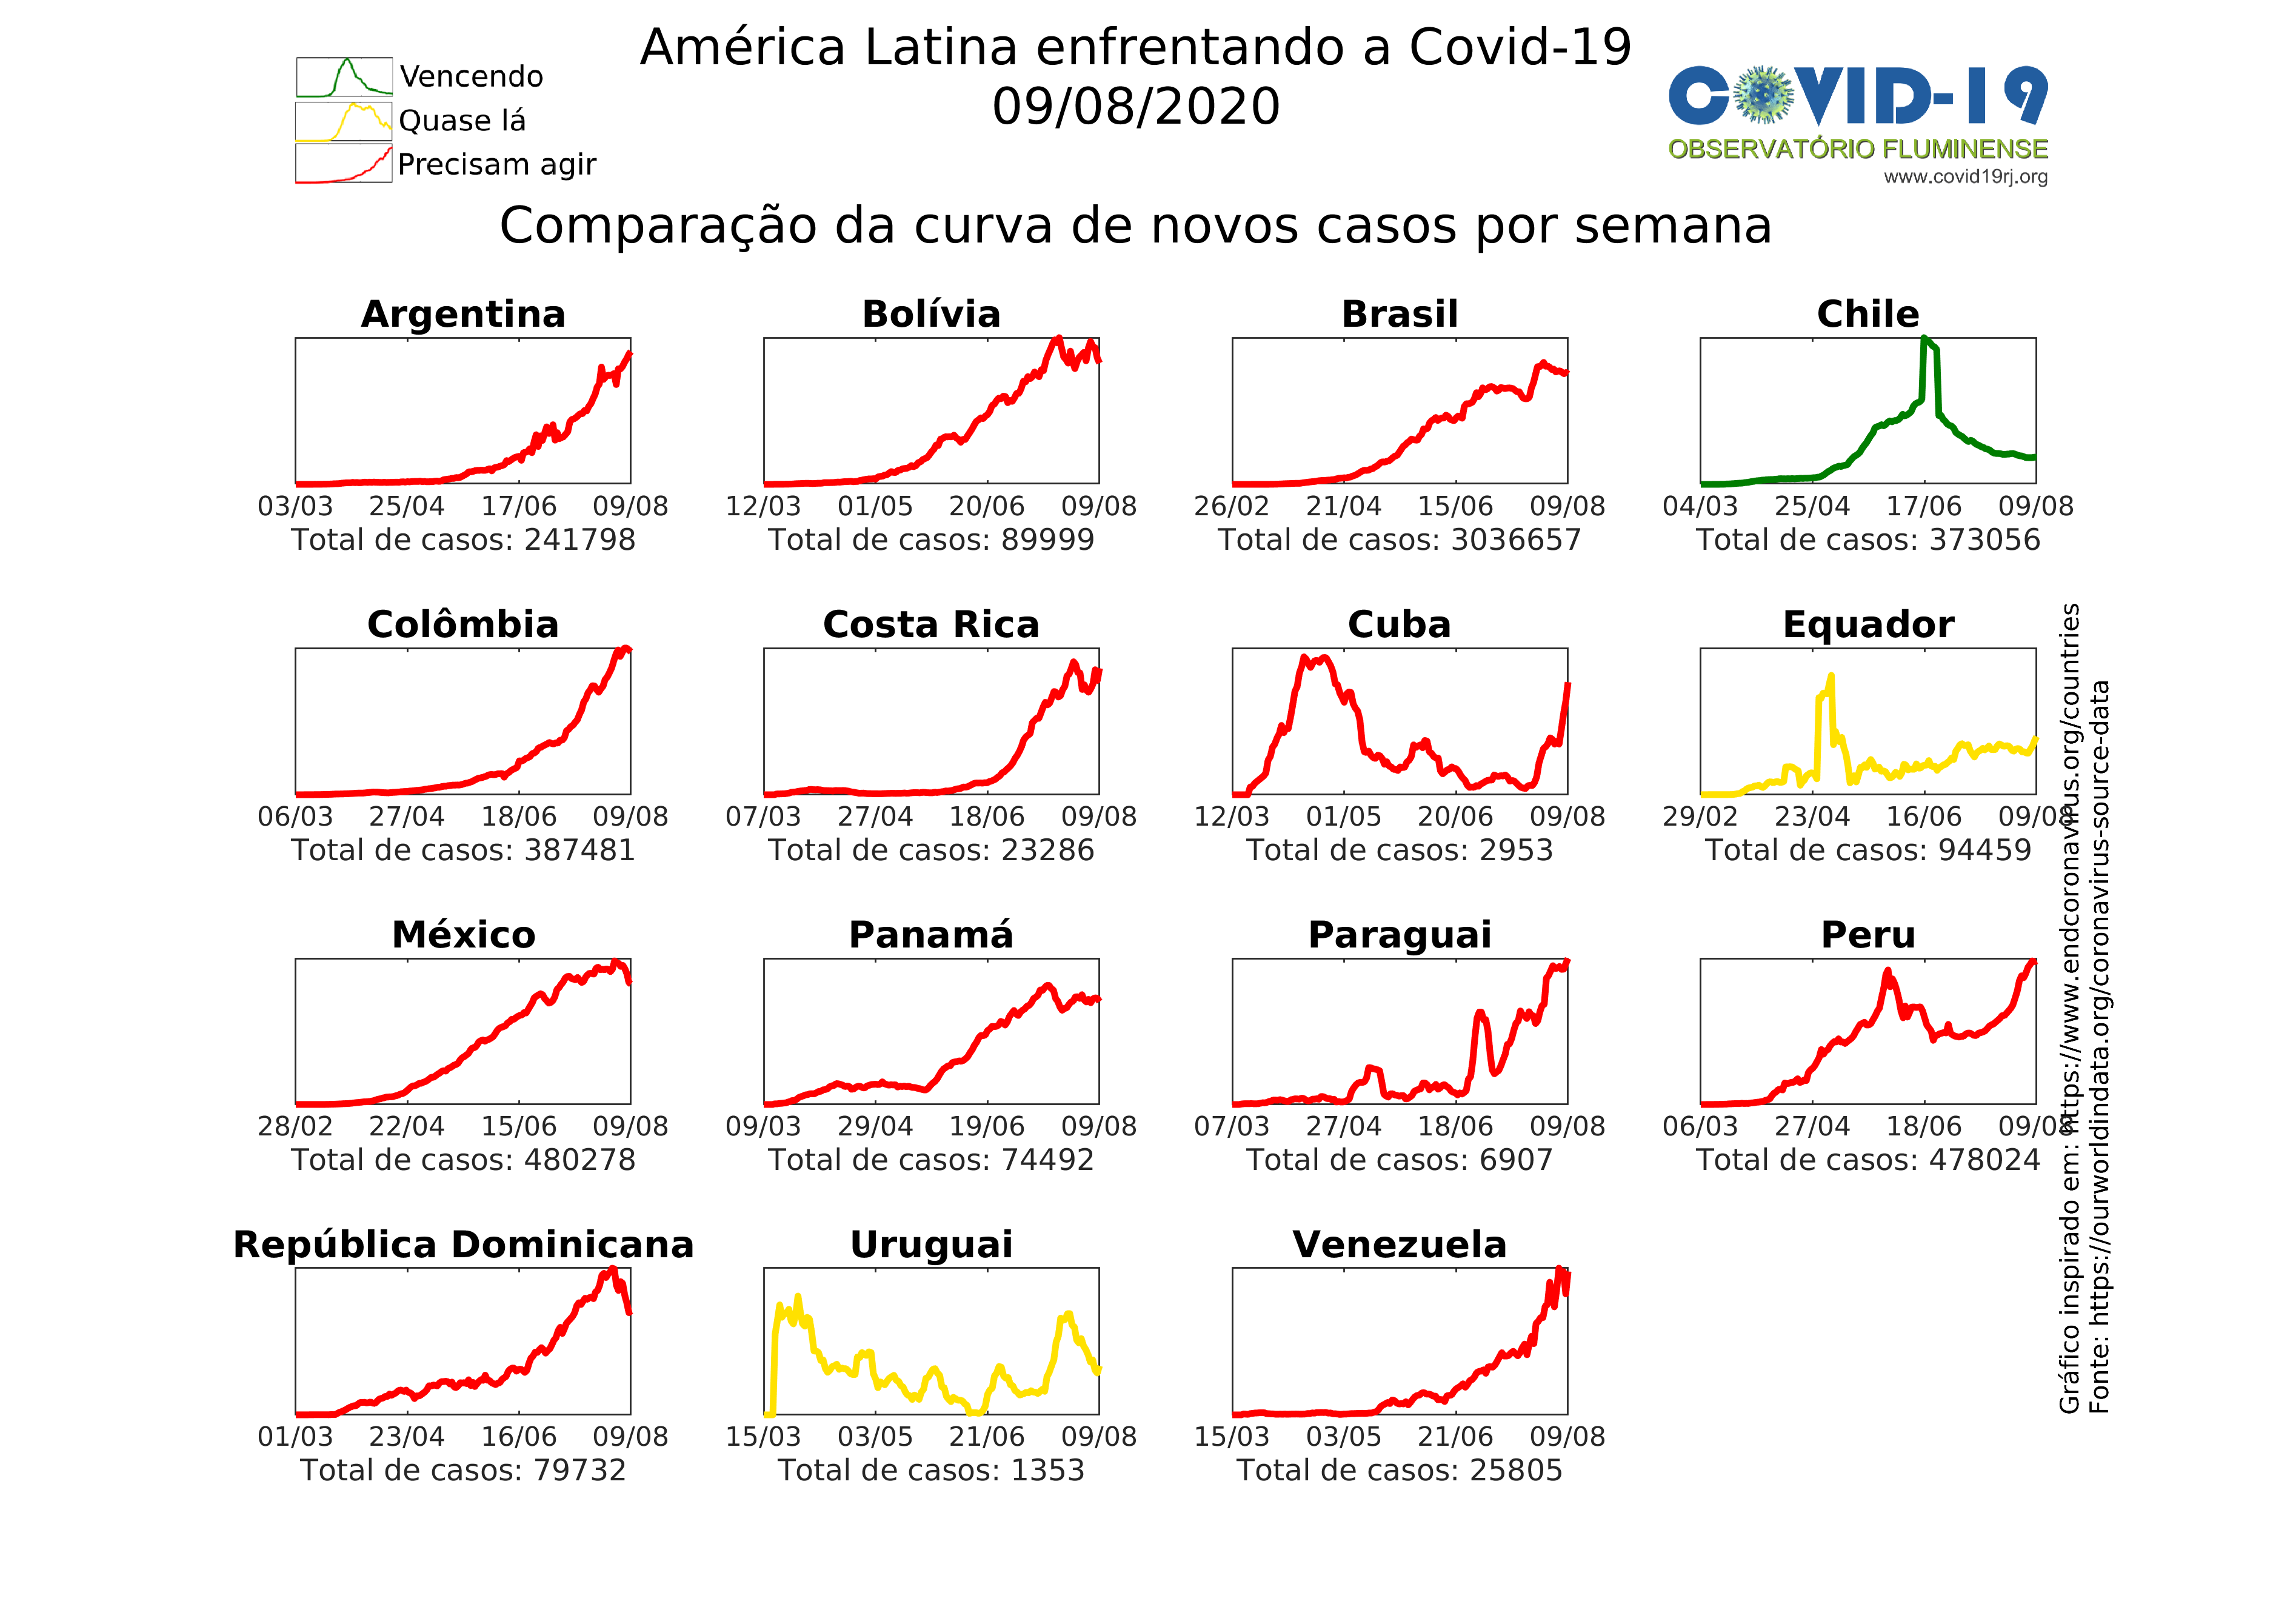 América Latina enfrentando a Covid-19
09/08/2020
Vencendo
Quase lá
Precisam agir
COVID-19
OBSERVATÓRIO FLUMINENSE
www.covid19rj.org
Comparação da curva de novos casos por semana
Argentina
03/03 25/04 17/06 09/08
Total de casos: 241798
Bolívia
12/03 01/05 20/06 09/08
Total de casos: 89999
Brasil
26/02 21/04 15/06 09/08
Total de casos: 3036657
Chile
04/03 25/04 17/06 09/08
Total de casos: 373056
Colômbia
06/03 27/04 18/06 09/08
Total de casos: 387481
Costa Rica
07/03 27/04 18/06 09/08
Total de casos: 23286
Cuba
12/03 01/05 20/06 09/08
Total de casos: 2953
Equador
29/02 23/04 16/06 09/08
Total de casos: 94459
México
28/02 22/04 15/06 09/08
Total de casos: 480278
Panamá
09/03 29/04 19/06 09/08
Total de casos: 74492
Paraguai
07/03 27/04 18/06 09/08
Total de casos: 6907
Peru
06/03 27/04 18/06 09/08
Total de casos: 478024
República Dominicana
01/03 23/04 16/06 09/08
Total de casos: 79732
Uruguai
15/03 03/05 21/06 09/08
Total de casos: 1353
Venezuela
15/03 03/05 21/06 09/08
Total de casos: 25805
Gráfico inspirado em: https://www.endcoronavirus.org/countries
Fonte: https://ourworldindata.org/coronavirus-source-data